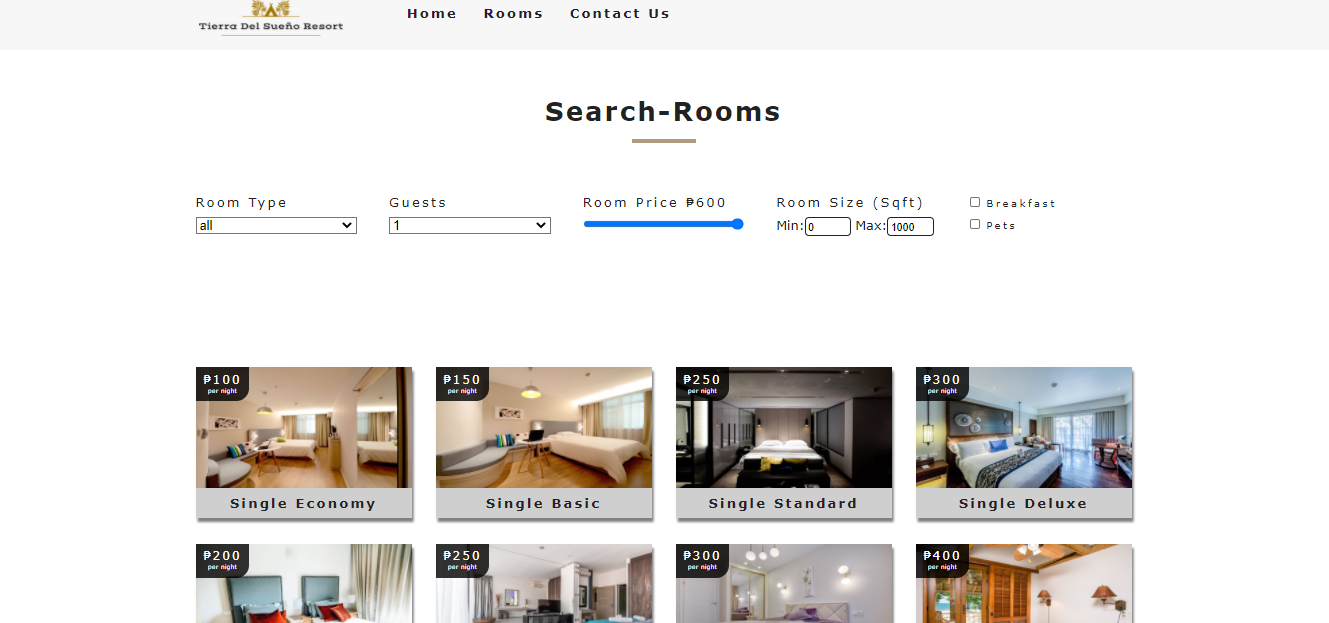 Tierra Del Sueño Resort
Home Rooms Contact Us
Search-Rooms
Room Type
all
Guests
1
Room Price ₱600
Room Size (Sqft)
Min: 0 Max: 1000
Breakfast
Pets
₱100
per night
Single Economy
₱150
per night
Single Basic
₱250
per night
Single Standard
₱300
per night
Single Deluxe
₱200
per night
₱250
per night
₱300
per night
₱400
per night